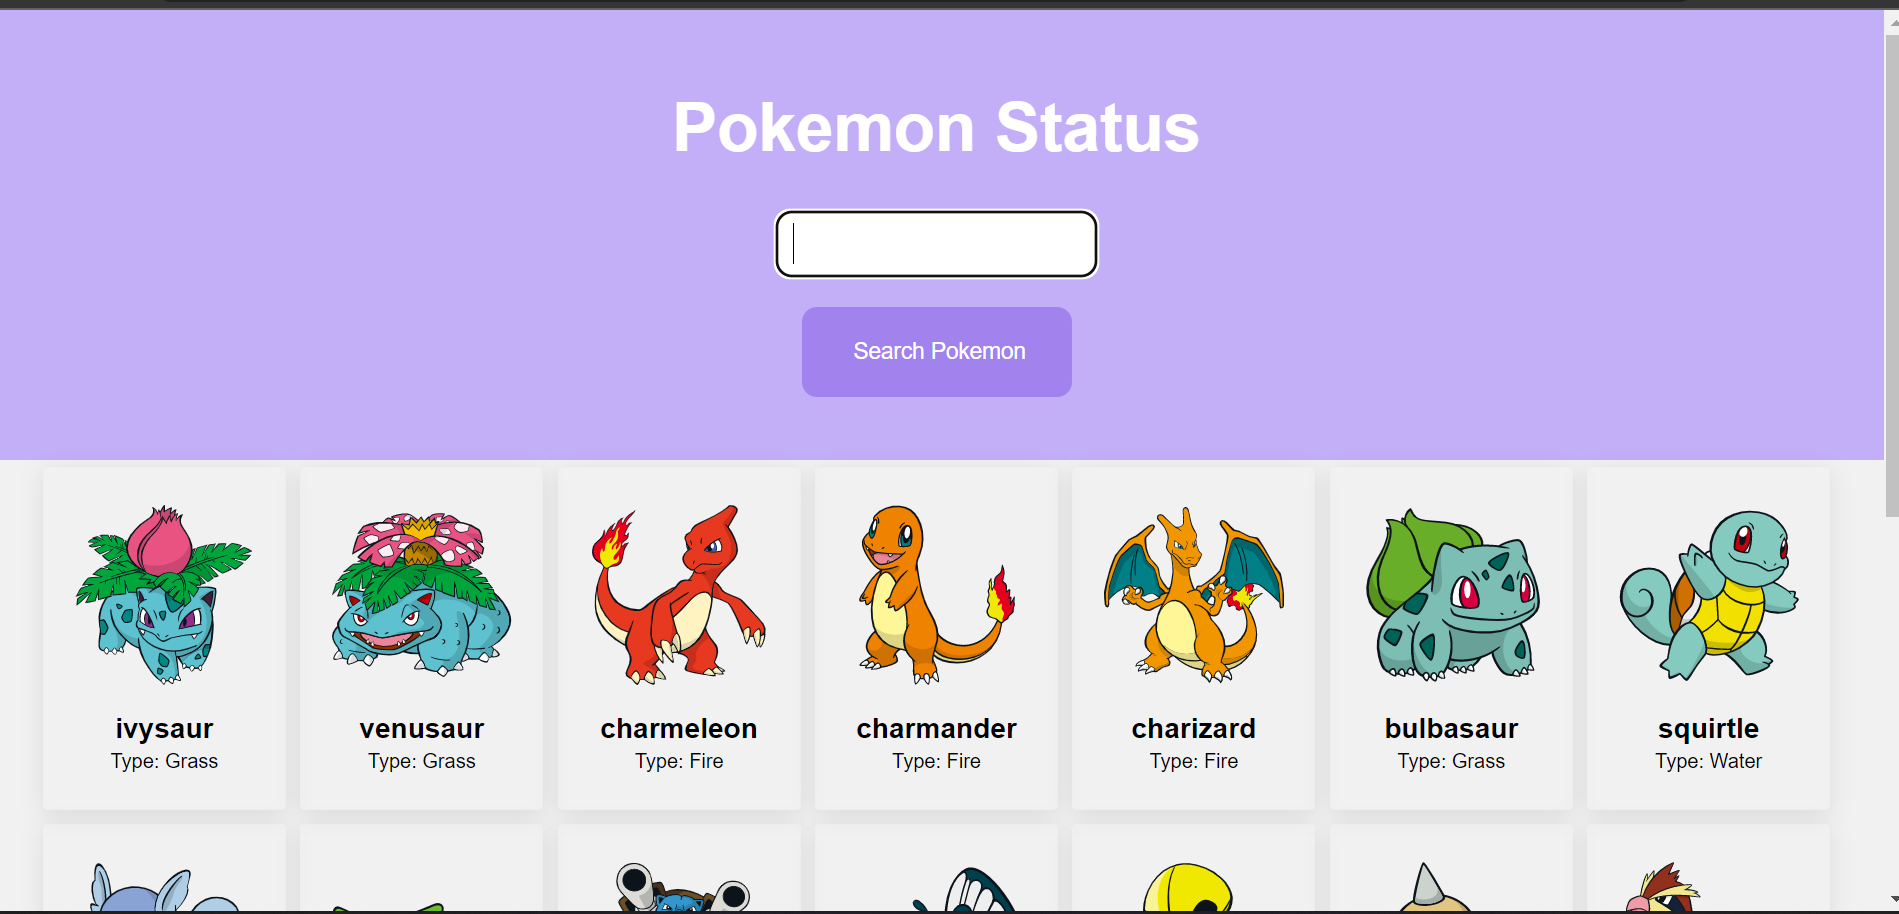 Pokemon Status
Search Pokemon
ivysaur
Type: Grass
venusaur
Type: Grass
charmeleon
Type: Fire
charmander
Type: Fire
charizard
Type: Fire
bulbasaur
Type: Grass
squirtle
Type: Water